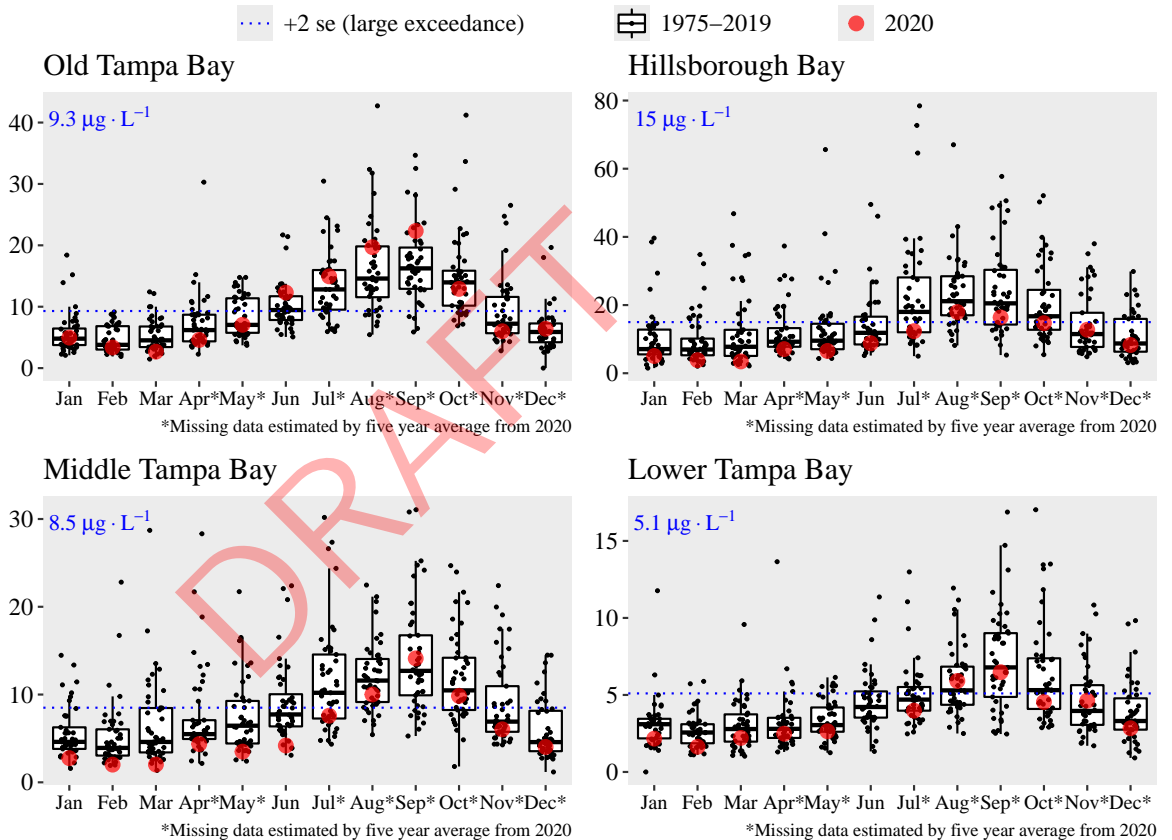 +2 se (large exceedance) 1975−2019 2020
Old Tampa Bay
9.3 μg · L−1
40
30
20
10
0
Jan Feb Mar Apr* May* Jun Jul* Aug* Sep* Oct* Nov* Dec*
*Missing data estimated by five year average from 2020
Hillsborough Bay
15 μg · L−1
80
60
40
20
0
Jan Feb Mar Apr* May* Jun Jul* Aug* Sep* Oct* Nov* Dec*
*Missing data estimated by five year average from 2020
Middle Tampa Bay
8.5 μg · L−1
30
20
10
0
Jan Feb Mar Apr* May* Jun Jul* Aug* Sep* Oct* Nov* Dec*
*Missing data estimated by five year average from 2020
Lower Tampa Bay
5.1 μg · L−1
15
10
5
0
Jan Feb Mar Apr* May* Jun Jul* Aug* Sep* Oct* Nov* Dec*
*Missing data estimated by five year average from 2020
DRAFT